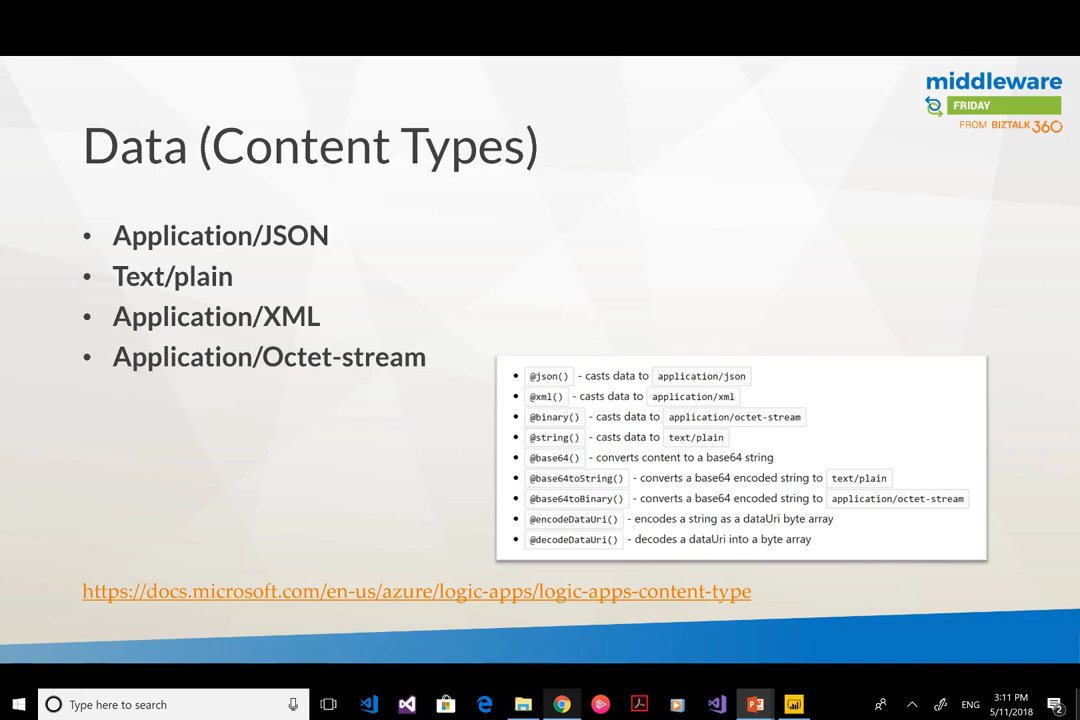 middleware
FRIDAY
FROM BIZTALK360
Data (Content Types)
• Application/JSON
• Text/plain
• Application/XML
• Application/Octet-stream
• @json() - casts data to application/json
• @xml() - casts data to application/xml
• @binary() - casts data to application/octet-stream
• @string() - casts data to text/plain
• @base64() - converts content to a base64 string
• @base64toString() - converts a base64 encoded string to text/plain
• @base64toBinary() - converts a base64 encoded string to application/octet-stream
• @encodeDataUri() - encodes a string as a dataUri byte array
• @decodeDataUri() - decodes a dataUri into a byte array
https://docs.microsoft.com/en-us/azure/logic-apps/logic-apps-content-type
Type here to search
ENG
3:11 PM
5/11/2018
2